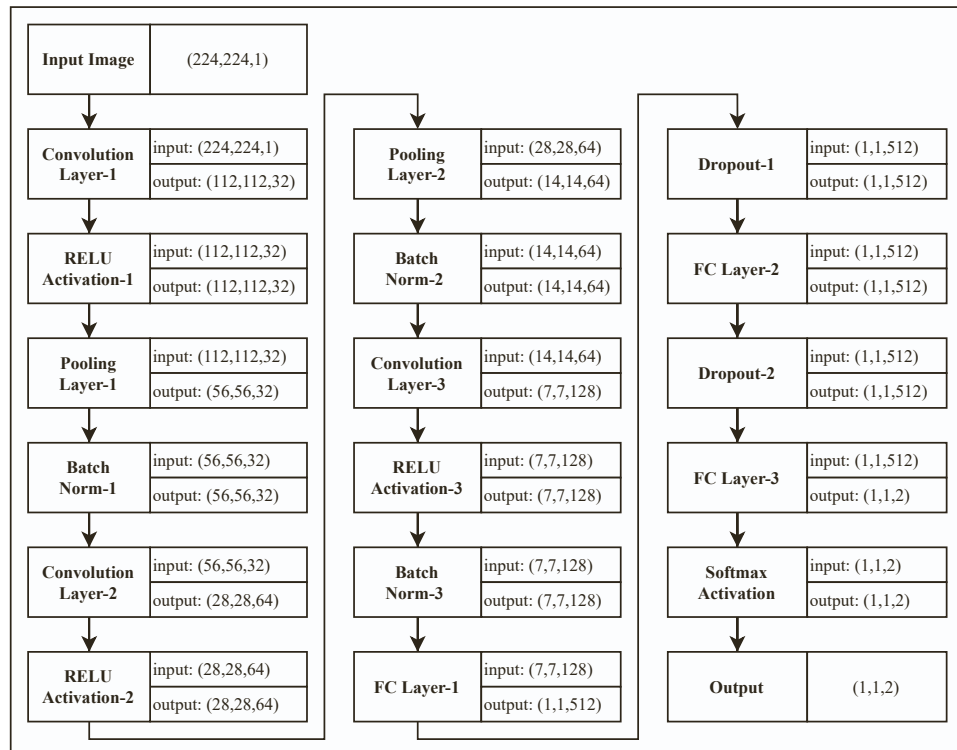 Input Image
(224,224,1)
Convolution
Layer-1
input: (224,224,1)
output: (112,112,32)
RELU
Activation-1
input: (112,112,32)
output: (112,112,32)
Pooling
Layer-1
input: (112,112,32)
output: (56,56,32)
Batch
Norm-1
input: (56,56,32)
output: (56,56,32)
Convolution
Layer-2
input: (56,56,32)
output: (28,28,64)
RELU
Activation-2
input: (28,28,64)
output: (28,28,64)
Pooling
Layer-2
input: (28,28,64)
output: (14,14,64)
Batch
Norm-2
input: (14,14,64)
output: (14,14,64)
Convolution
Layer-3
input: (14,14,64)
output: (7,7,128)
RELU
Activation-3
input: (7,7,128)
output: (7,7,128)
Batch
Norm-3
input: (7,7,128)
output: (7,7,128)
FC Layer-1
input: (7,7,128)
output: (1,1,512)
Dropout-1
input: (1,1,512)
output: (1,1,512)
FC Layer-2
input: (1,1,512)
output: (1,1,512)
Dropout-2
input: (1,1,512)
output: (1,1,512)
FC Layer-3
input: (1,1,512)
output: (1,1,2)
Softmax
Activation
input: (1,1,2)
output: (1,1,2)
Output
(1,1,2)